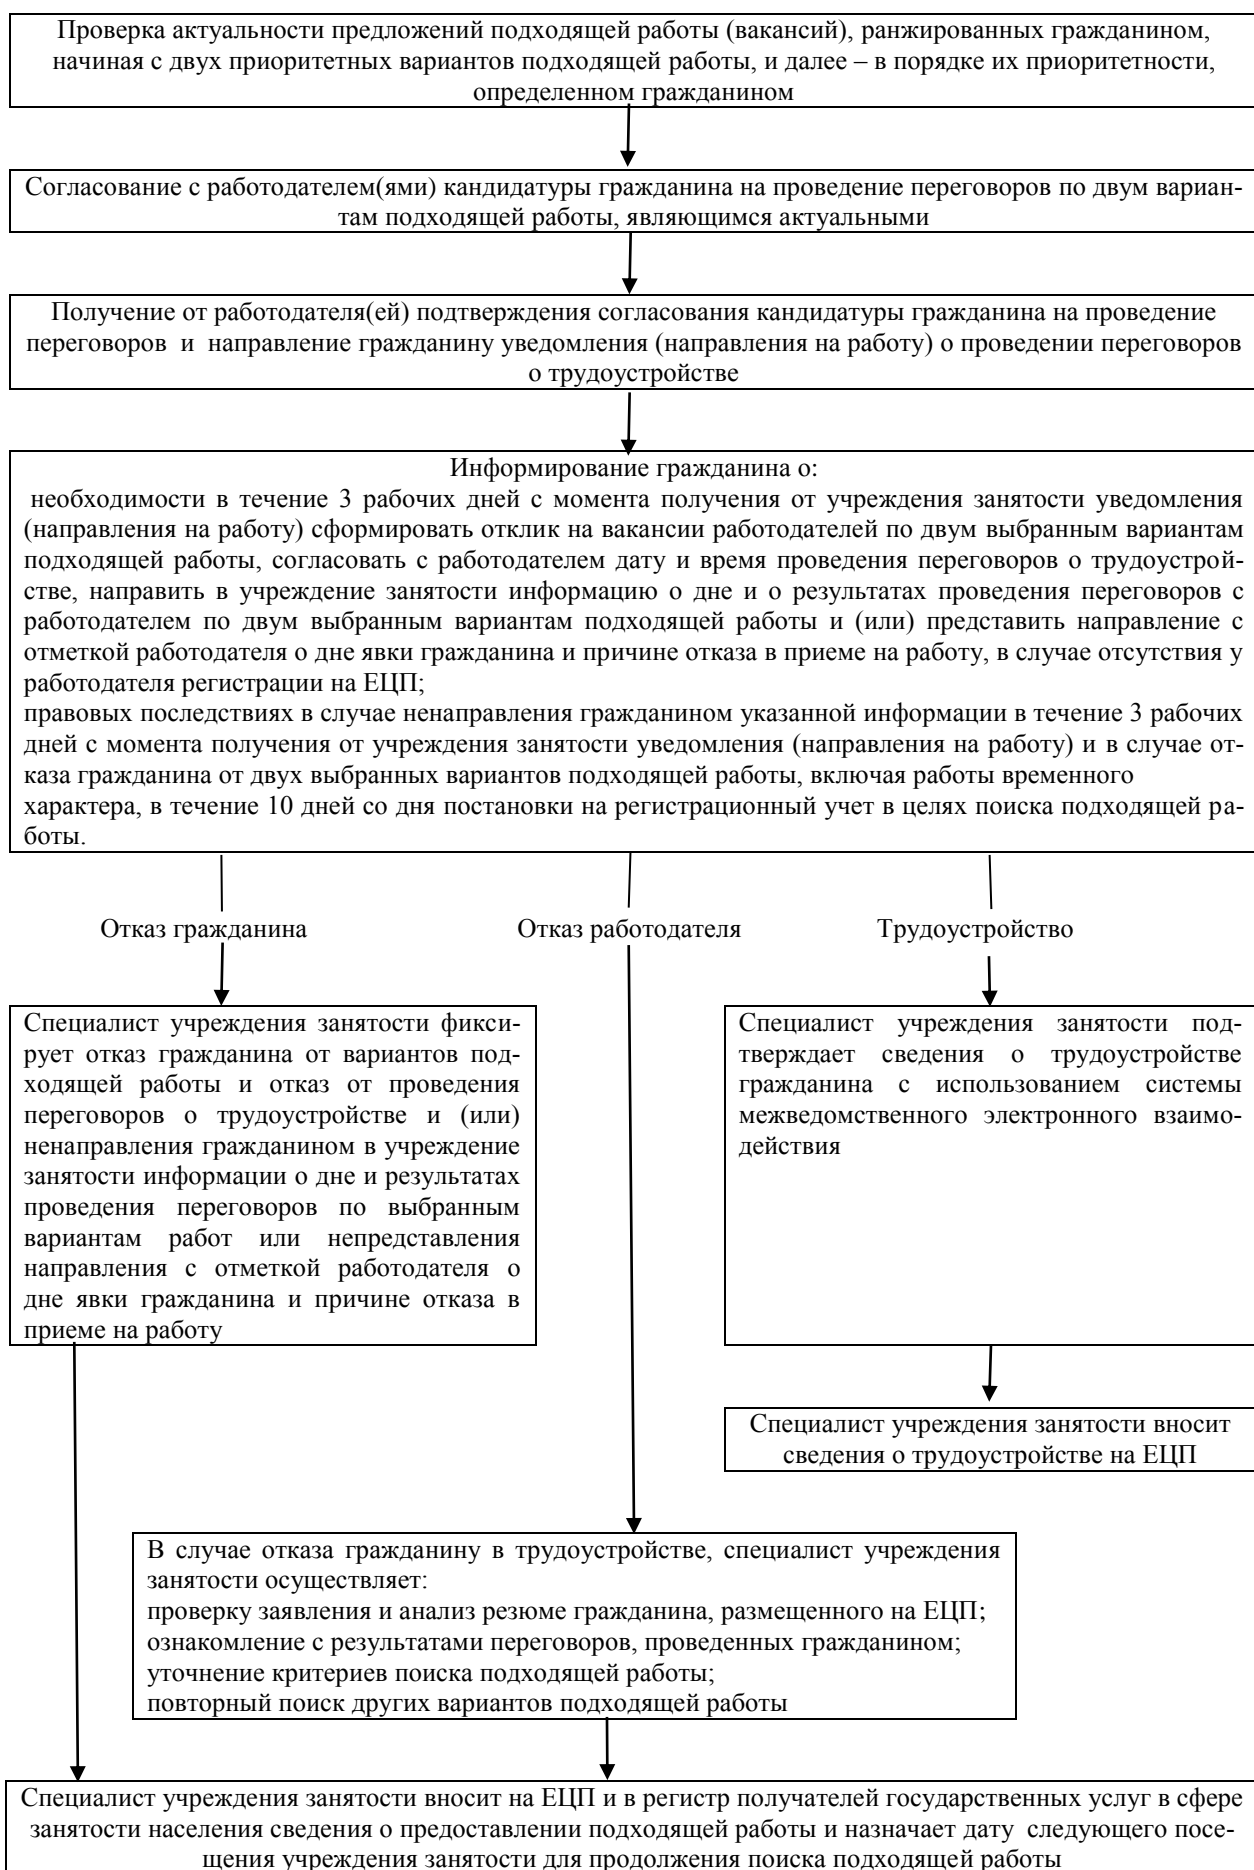 Проверка актуальности предложений подходящей работы (вакансий), ранжированных гражданином,
начиная с двух приоритетных вариантов подходящей работы, и далее – в порядке их приоритетности,
определенном гражданином
Согласование с работодателем(ями) кандидатуры гражданина на проведение переговоров по двум вариан-
там подходящей работы, являющимся актуальными
Получение от работодателя(ей) подтверждения согласования кандидатуры гражданина на проведение
переговоров и направление гражданину уведомления (направления на работу) о проведении переговоров
о трудоустройстве
Информирование гражданина о:
необходимости в течение 3 рабочих дней с момента получения от учреждения занятости уведомления
(направления на работу) сформировать отклик на вакансии работодателей по двум выбранным вариантам
подходящей работы, согласовать с работодателем дату и время проведения переговоров о трудоустрой-
стве, направить в учреждение занятости информацию о дне и о результатах проведения переговоров с
работодателем по двум выбранным вариантам подходящей работы и (или) представить направление с
отметкой работодателя о дне явки гражданина и причине отказа в приеме на работу, в случае отсутствия у
работодателя регистрации на ЕЦП;
правовых последствиях в случае ненаправления гражданином указанной информации в течение 3 рабочих
дней с момента получения от учреждения занятости уведомления (направления на работу) и в случае от-
каза гражданина от двух выбранных вариантов подходящей работы, включая работы временного
характера, в течение 10 дней со дня постановки на регистрационный учет в целях поиска подходящей ра-
боты.
Отказ гражданина
Отказ работодателя
Трудоустройство
Специалист учреждения занятости фикси-
рует отказ гражданина от вариантов под-
ходящей работы и отказ от проведения
переговоров о трудоустройстве и (или)
ненаправления гражданином в учреждение
занятости информации о дне и результатах
проведения переговоров по выбранным
вариантам работ или непредставления
направления с отметкой работодателя о
дне явки гражданина и причине отказа в
приеме на работу
Специалист учреждения занятости под-
тверждает сведения о трудоустройстве
гражданина с использованием системы
межведомственного электронного взаимо-
действия
Специалист учреждения занятости вносит
сведения о трудоустройстве на ЕЦП
В случае отказа гражданину в трудоустройстве, специалист учреждения
занятости осуществляет:
проверку заявления и анализ резюме гражданина, размещенного на ЕЦП;
ознакомление с результатами переговоров, проведенных гражданином;
уточнение критериев поиска подходящей работы;
повторный поиск других вариантов подходящей работы
Специалист учреждения занятости вносит на ЕЦП и в регистр получателей государственных услуг в сфере
занятости населения сведения о предоставлении подходящей работы и назначает дату следующего посе-
щения учреждения занятости для продолжения поиска подходящей работы